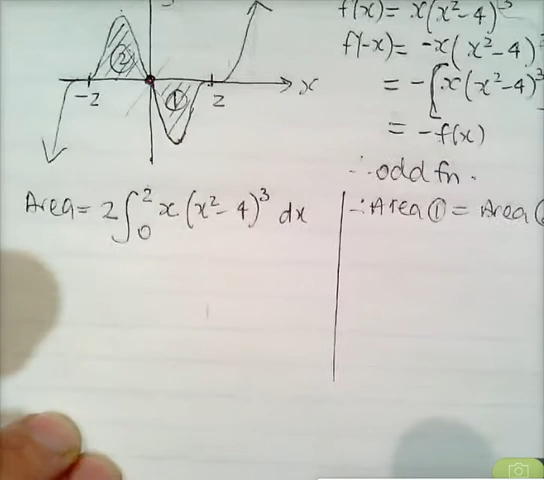 f(x) = x(x²-4)³
f(-x) = -x(x²-4)³
= -[x(x²-4)³
= -f(x)
∴ odd fn.
∴ Area ① = Area
②
①
-2
2
x
Area = 2∫₀² x(x²-4)³ dx